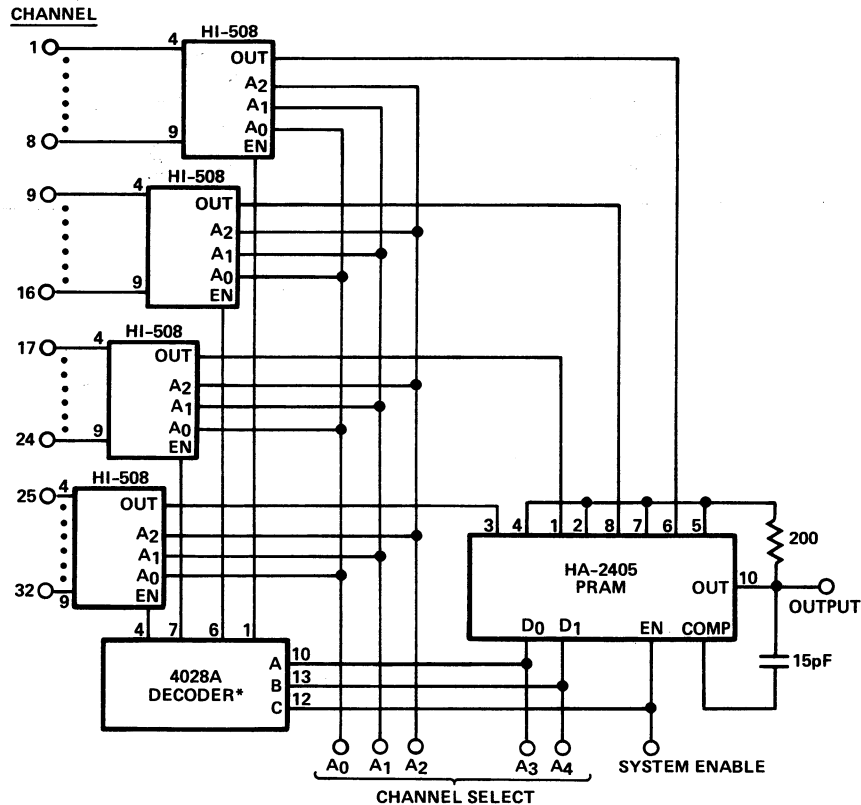 CHANNEL
HI-508
1 4 OUT
A2
A1
8 9 A0
EN
HI-508
9 4 OUT
A2
A1
A0
16 9 EN
HI-508
17 4 OUT
A2
A1
A0
24 9 EN
HI-508
25 4 OUT
A2
A1
A0
32 9 EN
3 4 1 2 8 7 6 5
200
HA-2405
PRAM
OUT 10
OUTPUT
D0 D1 EN COMP
15pF
4 7 6 1
4028A
DECODER*
A 10
B 13
C 12
A0 A1 A2 A3 A4 SYSTEM ENABLE
CHANNEL SELECT